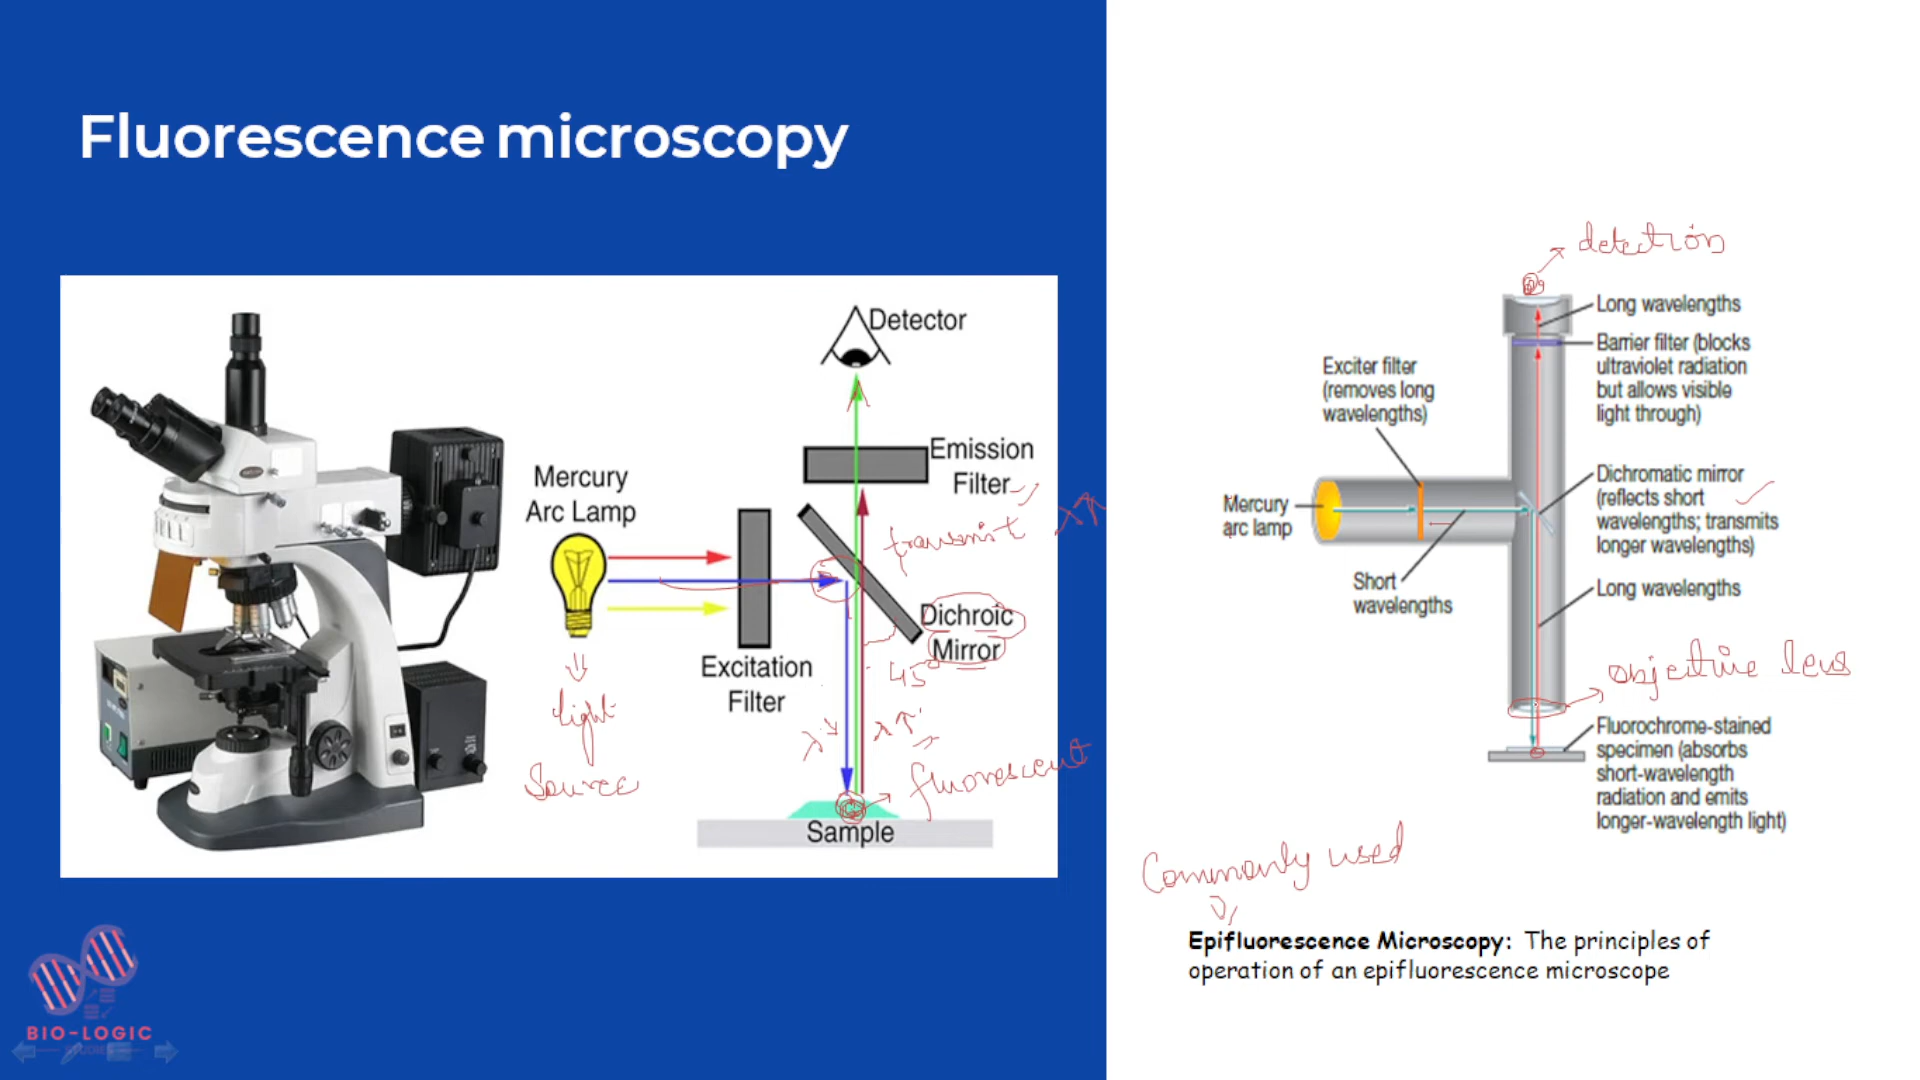 Fluorescence microscopy
Detector
Emission
Filter
transmit λ↑
Mercury
Arc Lamp
Dichroic
Mirror
45°
Excitation
Filter
light
Source
λ↓ λ↑
fluorescent
Sample
BIO-LOGIC
STUDIES
detection
Long wavelengths
Barrier filter (blocks
ultraviolet radiation
but allows visible
light through)
Exciter filter
(removes long
wavelengths)
Dichromatic mirror
(reflects short
wavelengths; transmits
longer wavelengths)
Mercury
arc lamp
Short
wavelengths
Long wavelengths
objective lens
Fluorochrome-stained
specimen (absorbs
short-wavelength
radiation and emits
longer-wavelength light)
Commonly used
Epifluorescence Microscopy: The principles of
operation of an epifluorescence microscope